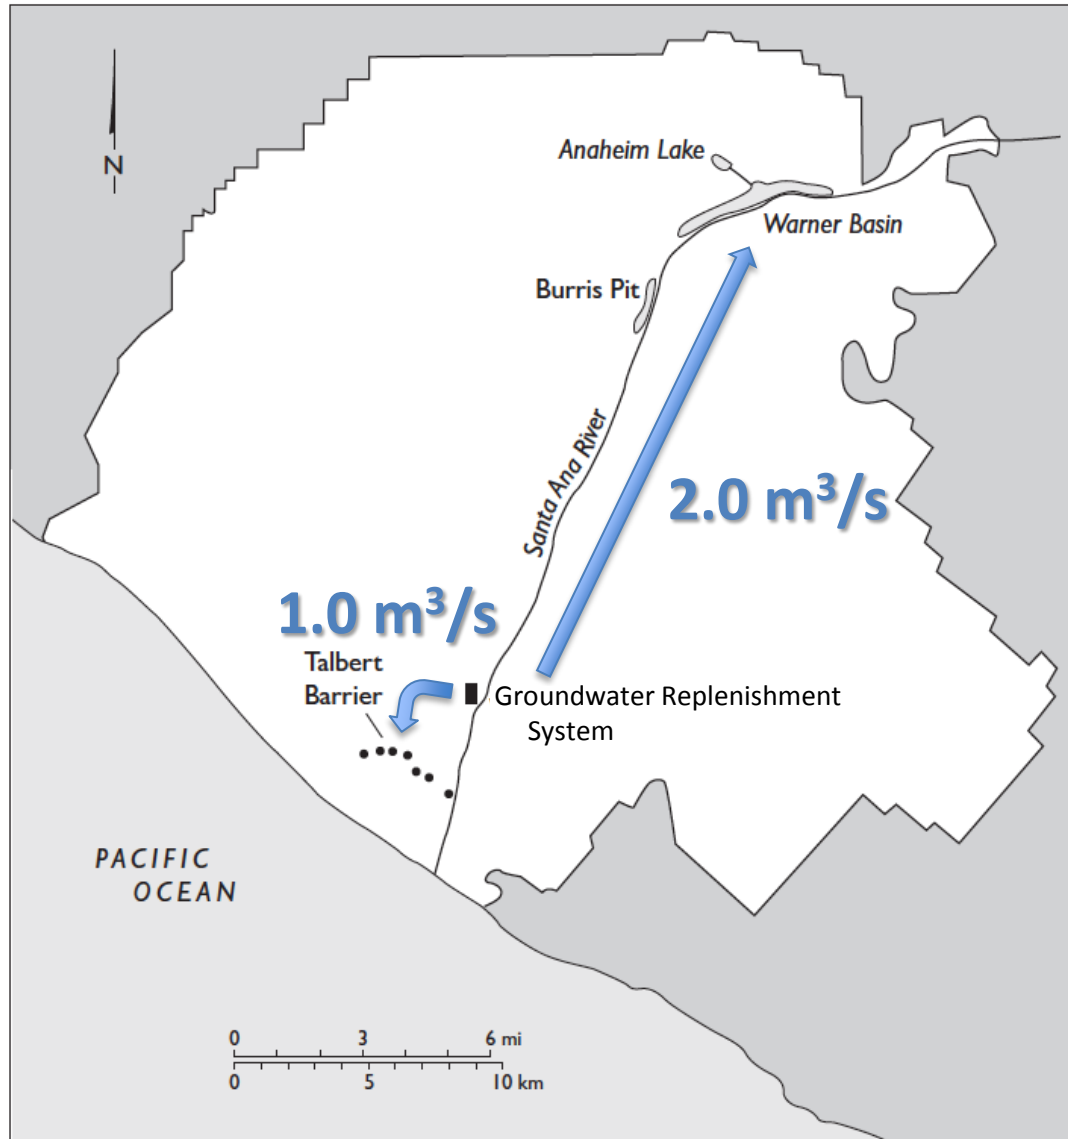 N
Anaheim Lake
Warner Basin
Burris Pit
Santa Ana River
2.0 m³/s
1.0 m³/s
Talbert
Barrier
Groundwater Replenishment
System
PACIFIC
OCEAN
0 3 6 mi
0 5 10 km